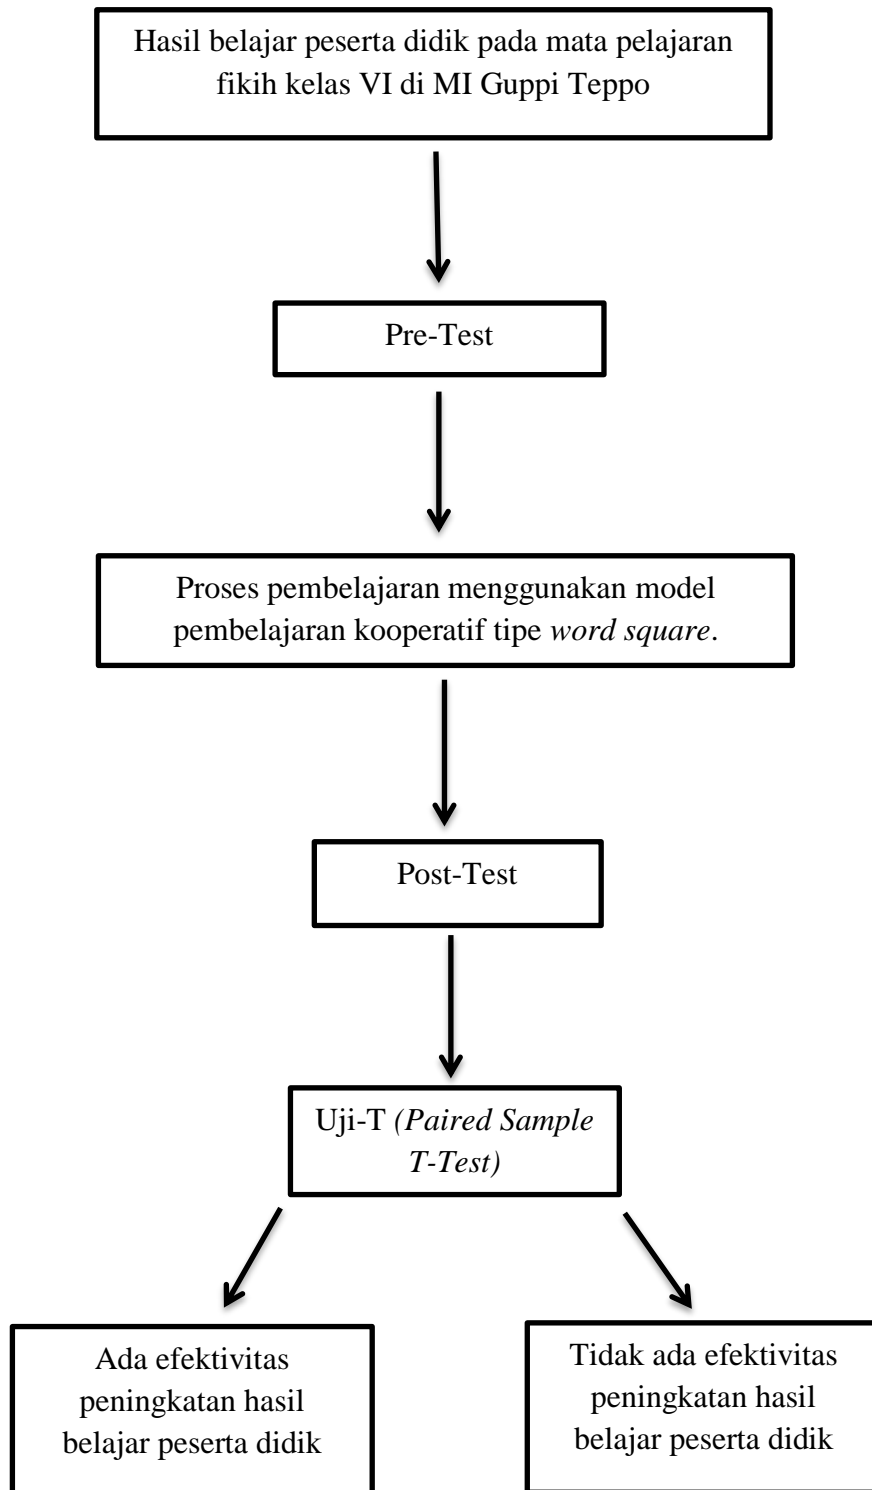 Hasil belajar peserta didik pada mata pelajaran
fikih kelas VI di MI Guppi Teppo
Pre-Test
Proses pembelajaran menggunakan model
pembelajaran kooperatif tipe word square.
Post-Test
Uji-T (Paired Sample
T-Test)
Ada efektivitas
peningkatan hasil
belajar peserta didik
Tidak ada efektivitas
peningkatan hasil
belajar peserta didik